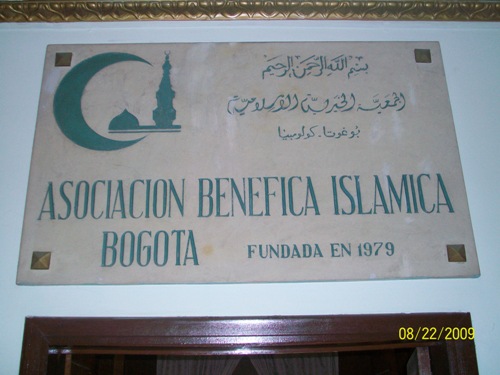 بسم الله الرحمن الرحيم
الجمعية الخيرية الاسلامية
بوغوتا - كولومبيا
ASOCIACION BENEFICA ISLAMICA
BOGOTA FUNDADA EN 1979
08/22/2009